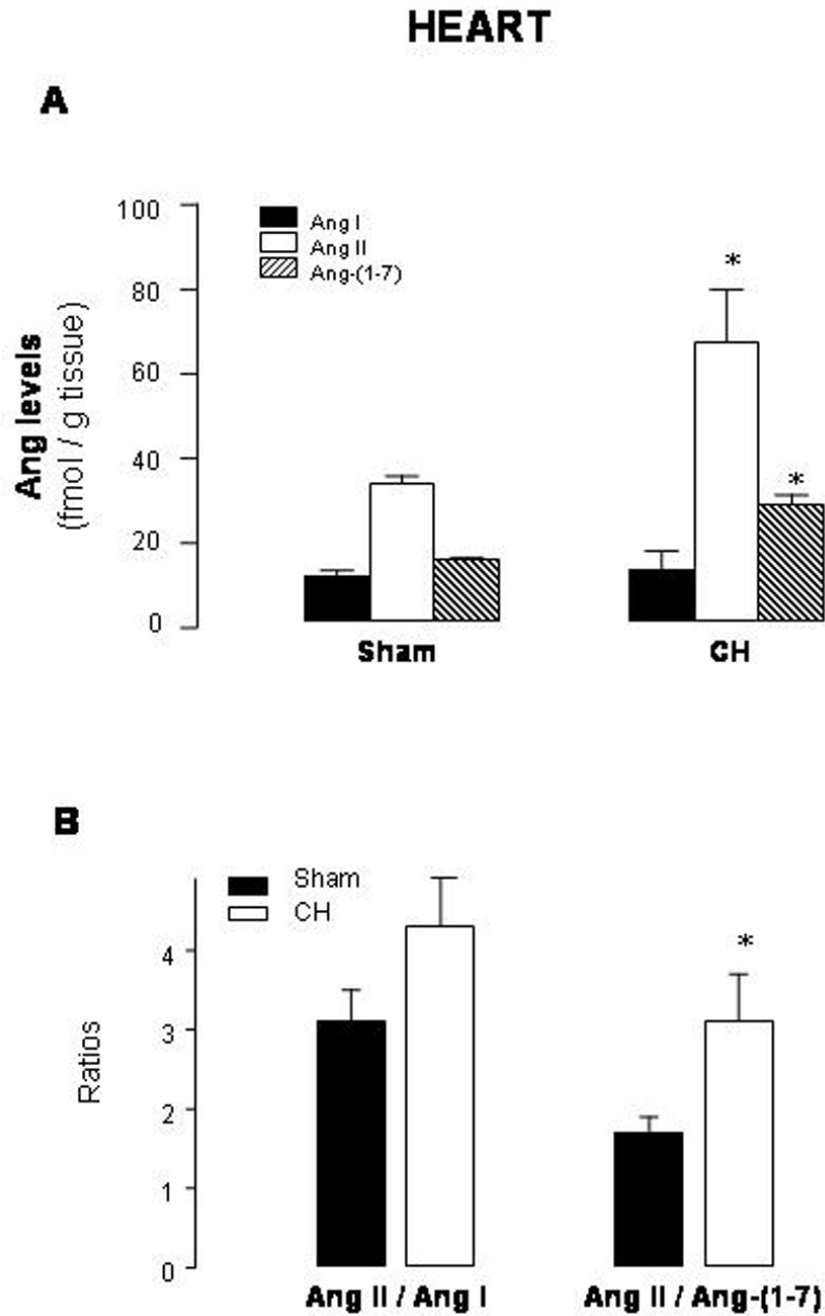 HEART
A
100
80
60
40
20
0
Ang levels
(fmol / g tissue)
Ang I
Ang II
Ang-(1-7)
*
*
Sham
CH
B
Sham
CH
4
3
2
1
0
Ratios
*
Ang II / Ang I
Ang II / Ang-(1-7)